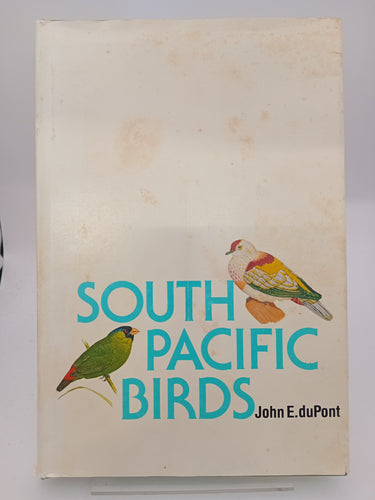 SOUTH
PACIFIC
BIRDS
John E. duPont